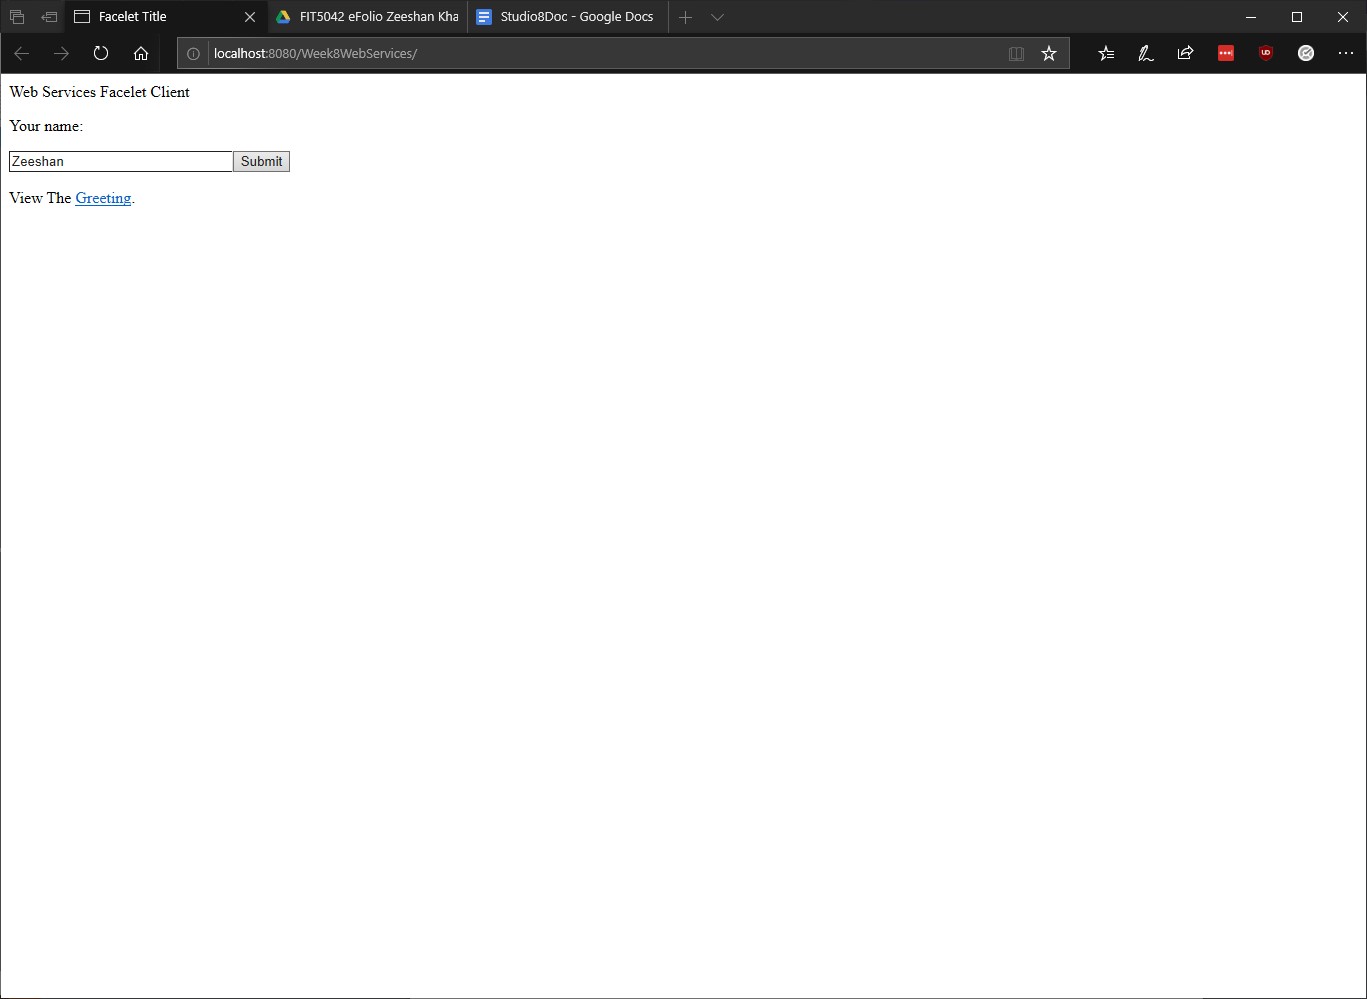 Facelet Title
FIT5042 eFolio Zeeshan Kha
Studio8Doc - Google Docs
localhost:8080/Week8WebServices/
Web Services Facelet Client
Your name:
Zeeshan Submit
View The Greeting.